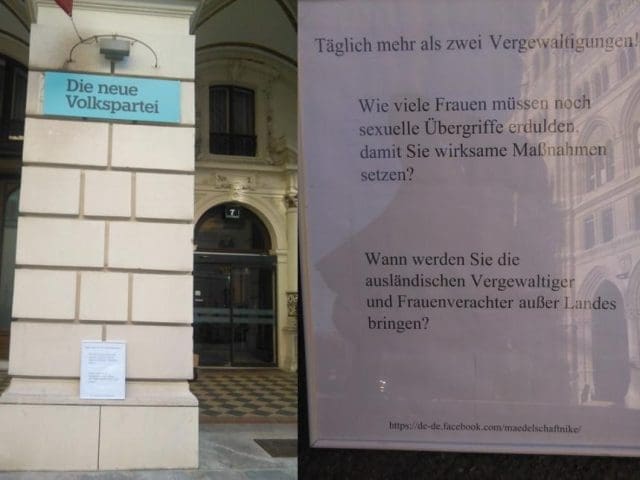 Die neue
Volkspartei
7
Täglich mehr als zwei Vergewaltigungen!
Wie viele Frauen müssen noch
sexuelle Übergriffe erdulden,
damit Sie wirksame Maßnahmen
setzen?
Wann werden Sie die
ausländischen Vergewaltiger
und Frauenverachter außer Landes
bringen?
https://de-de.facebook.com/maedelschaftnike/